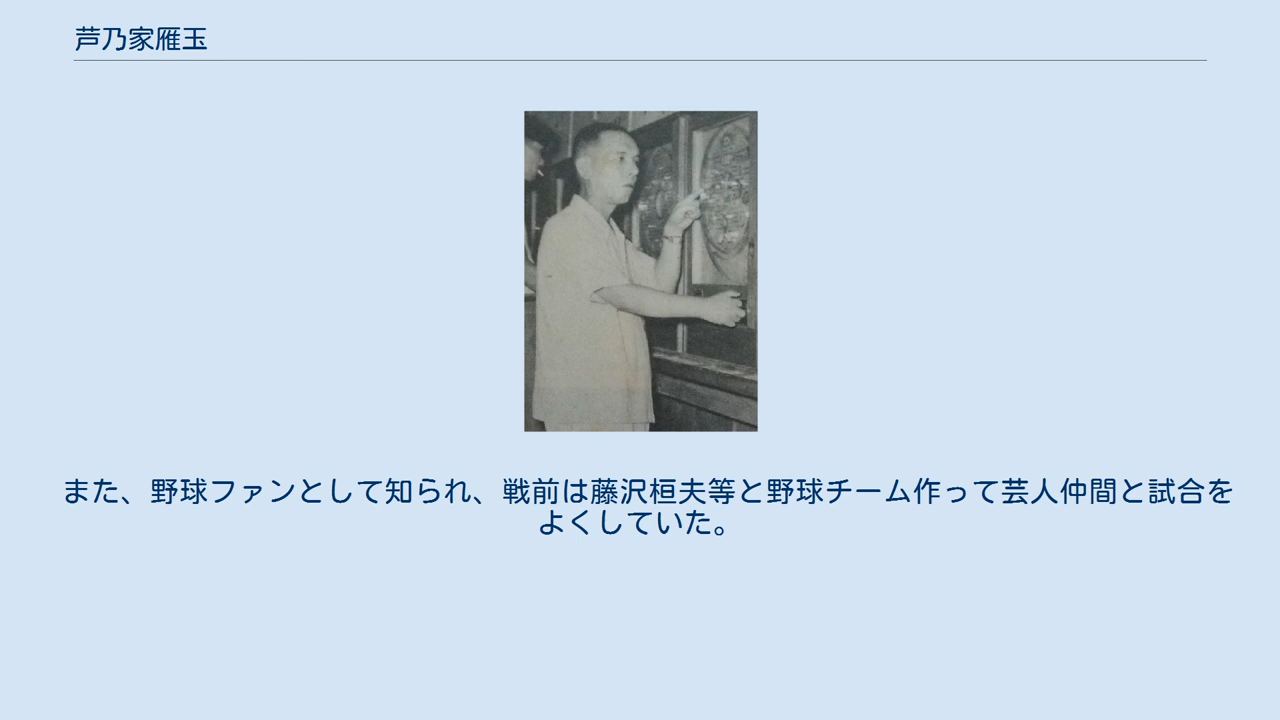 芦乃家雁玉
また、野球ファンとして知られ、戦前は藤沢桓夫等と野球チーム作って芸人仲間と試合を
よくしていた。